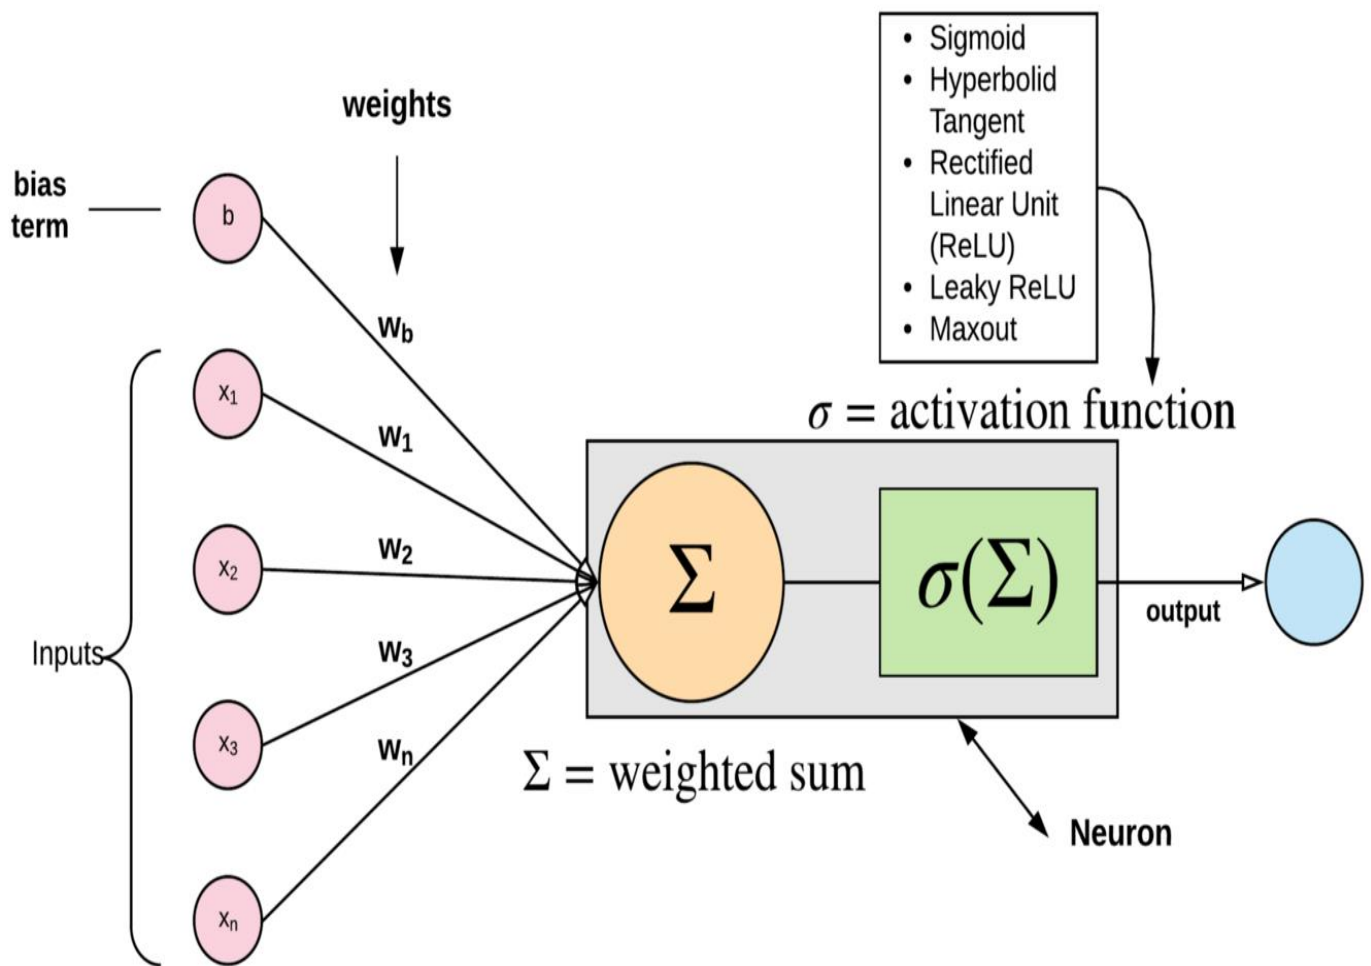 • Sigmoid
• Hyperbolid
Tangent
• Rectified
Linear Unit
(ReLU)
• Leaky ReLU
• Maxout
weights
bias
term
b
w_b
x₁
w₁
σ = activation function
x₂
w₂
Σ
σ(Σ)
output
Inputs
w₃
x₃
wₙ
Σ = weighted sum
Neuron
xₙ